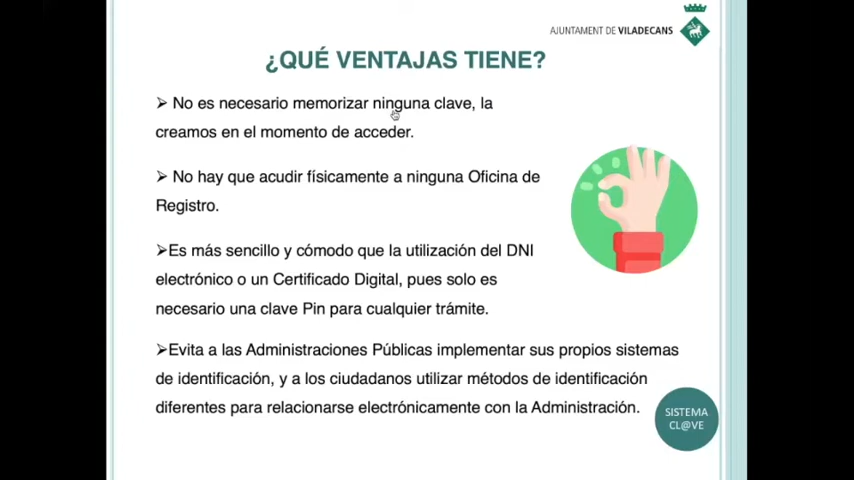 AJUNTAMENT DE VILADECANS
¿QUÉ VENTAJAS TIENE?
➢ No es necesario memorizar ninguna clave, la
creamos en el momento de acceder.
➢ No hay que acudir físicamente a ninguna Oficina de
Registro.
➢Es más sencillo y cómodo que la utilización del DNI
electrónico o un Certificado Digital, pues solo es
necesario una clave Pin para cualquier trámite.
➢Evita a las Administraciones Públicas implementar sus propios sistemas
de identificación, y a los ciudadanos utilizar métodos de identificación
diferentes para relacionarse electrónicamente con la Administración.
SISTEMA
CL@VE